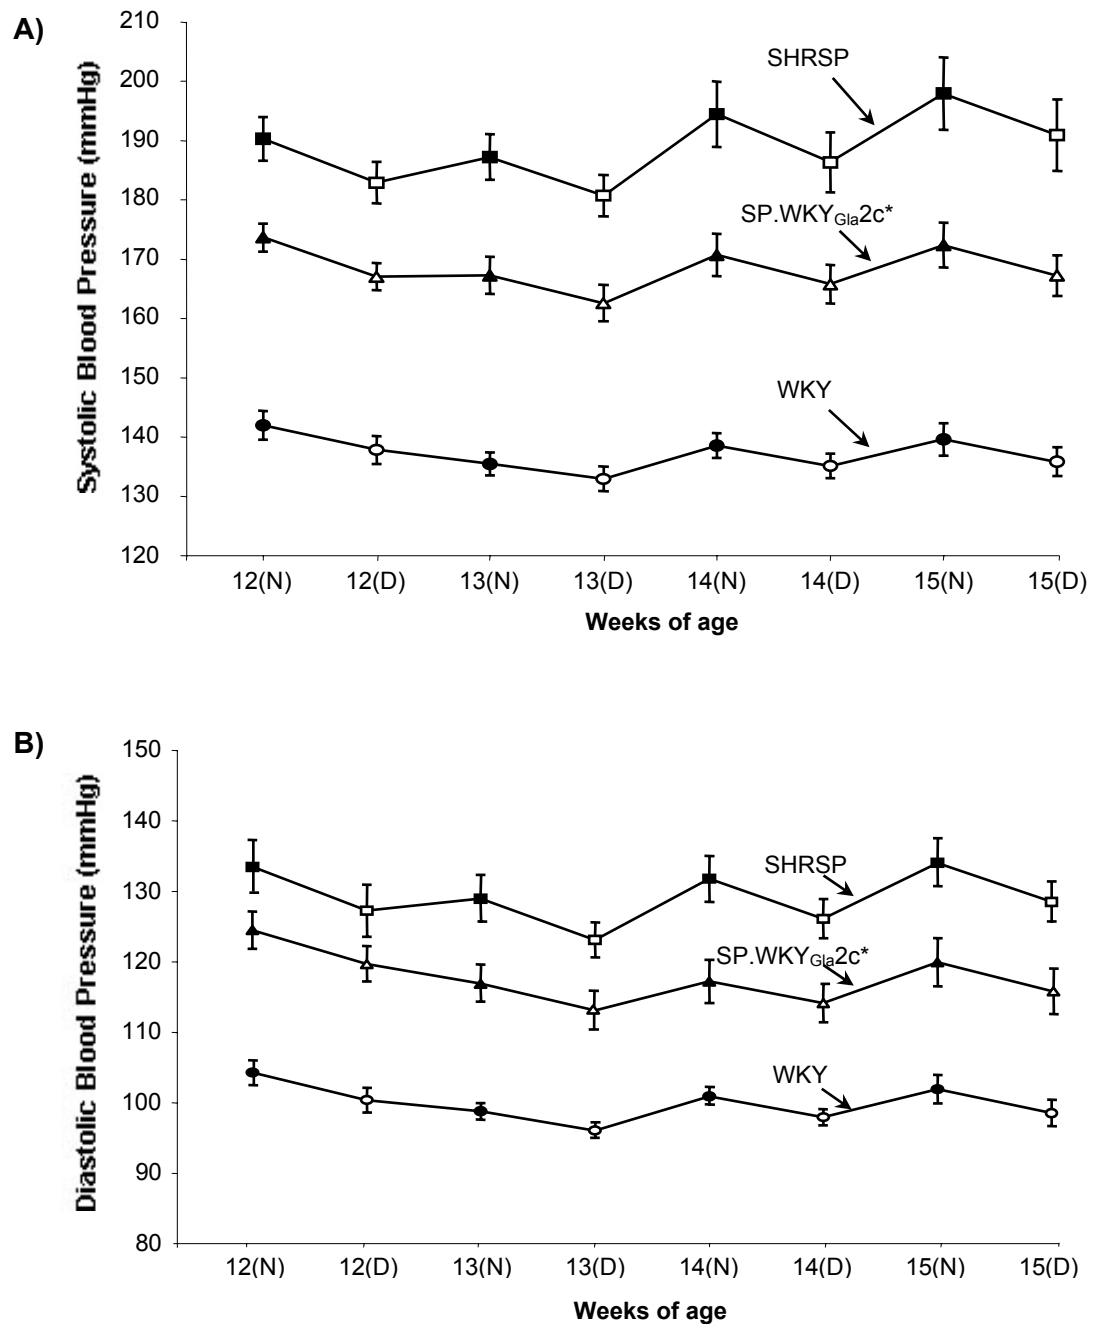 A)
Systolic Blood Pressure (mmHg)
210
200
190
180
170
160
150
140
130
120
SHRSP
SP.WKYGla2c*
WKY
12(N) 12(D) 13(N) 13(D) 14(N) 14(D) 15(N) 15(D)
Weeks of age
B)
Diastolic Blood Pressure (mmHg)
150
140
130
120
110
100
90
80
SHRSP
SP.WKYGla2c*
WKY
12(N) 12(D) 13(N) 13(D) 14(N) 14(D) 15(N) 15(D)
Weeks of age